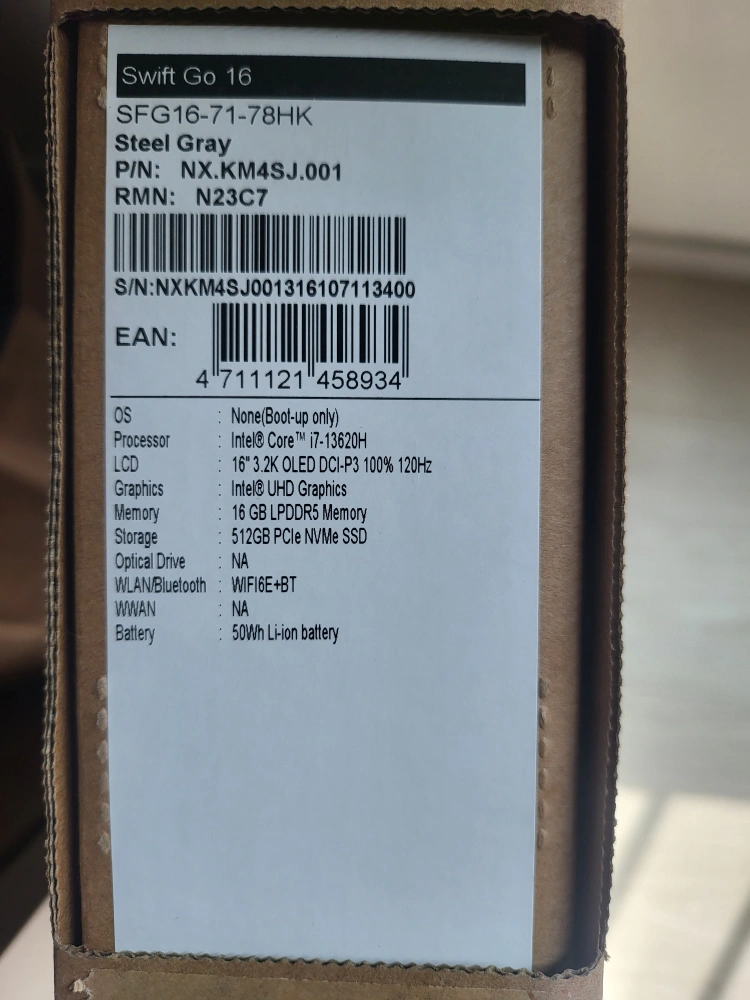 Swift Go 16
SFG16-71-78HK
Steel Gray
P/N: NX.KM4SJ.001
RMN: N23C7
S/N:NXKM4SJ001316107113400
EAN:
4 711121 458934
OS : None(Boot-up only)
Processor : Intel® Core™ i7-13620H
LCD : 16" 3.2K OLED DCI-P3 100% 120Hz
Graphics : Intel® UHD Graphics
Memory : 16 GB LPDDR5 Memory
Storage : 512GB PCIe NVMe SSD
Optical Drive : NA
WLAN/Bluetooth : WIFI6E+BT
WWAN : NA
Battery : 50Wh Li-ion battery